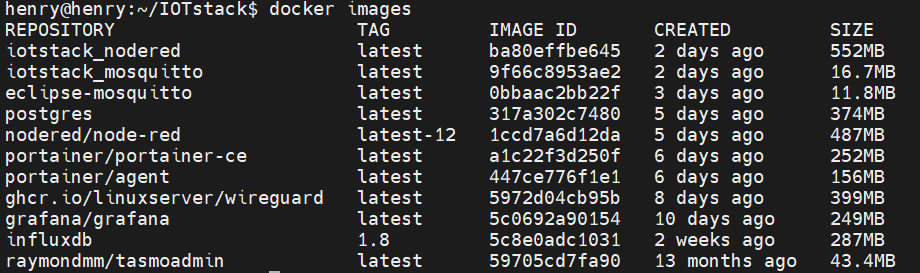 henry@henry:~/IOTstack$ docker images
REPOSITORY TAG IMAGE ID CREATED SIZE
iotstack_nodered latest ba80effbe645 2 days ago 552MB
iotstack_mosquitto latest 9f66c8953ae2 2 days ago 16.7MB
eclipse-mosquitto latest 0bbaac2bb22f 3 days ago 11.8MB
postgres latest 317a302c7480 5 days ago 374MB
nodered/node-red latest-12 1ccd7a6d12da 5 days ago 487MB
portainer/portainer-ce latest a1c22f3d250f 6 days ago 252MB
portainer/agent latest 447ce776f1e1 6 days ago 156MB
ghcr.io/linuxserver/wireguard latest 5972d04cb95b 8 days ago 399MB
grafana/grafana latest 5c0692a90154 10 days ago 249MB
influxdb 1.8 5c8e0adc1031 2 weeks ago 287MB
raymondmm/tasmoadmin latest 59705cd7fa90 13 months ago 43.4MB